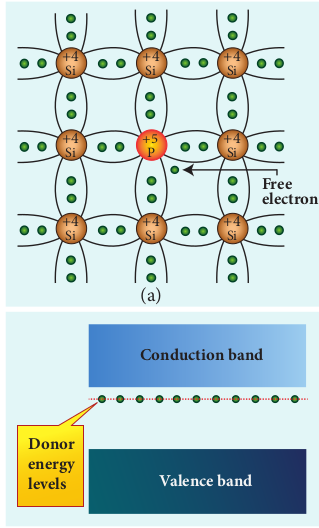 +4 +4 +4
Si Si Si
+4 +5 +4
Si P Si
Free
electron
+4 +4 +4
Si Si Si
(a)
Conduction band
Donor
energy
levels
Valence band